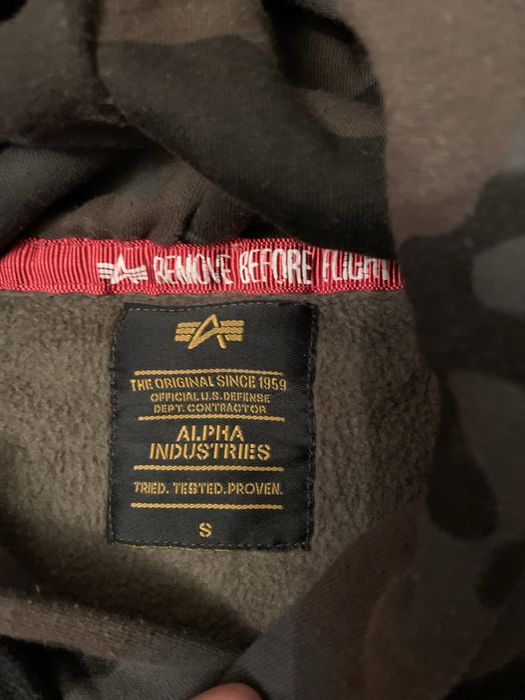 REMOVE BEFORE FLIGHT
THE ORIGINAL SINCE 1959
OFFICIAL U.S. DEFENSE
DEPT. CONTRACTOR
ALPHA
INDUSTRIES
TRIED. TESTED. PROVEN.
S